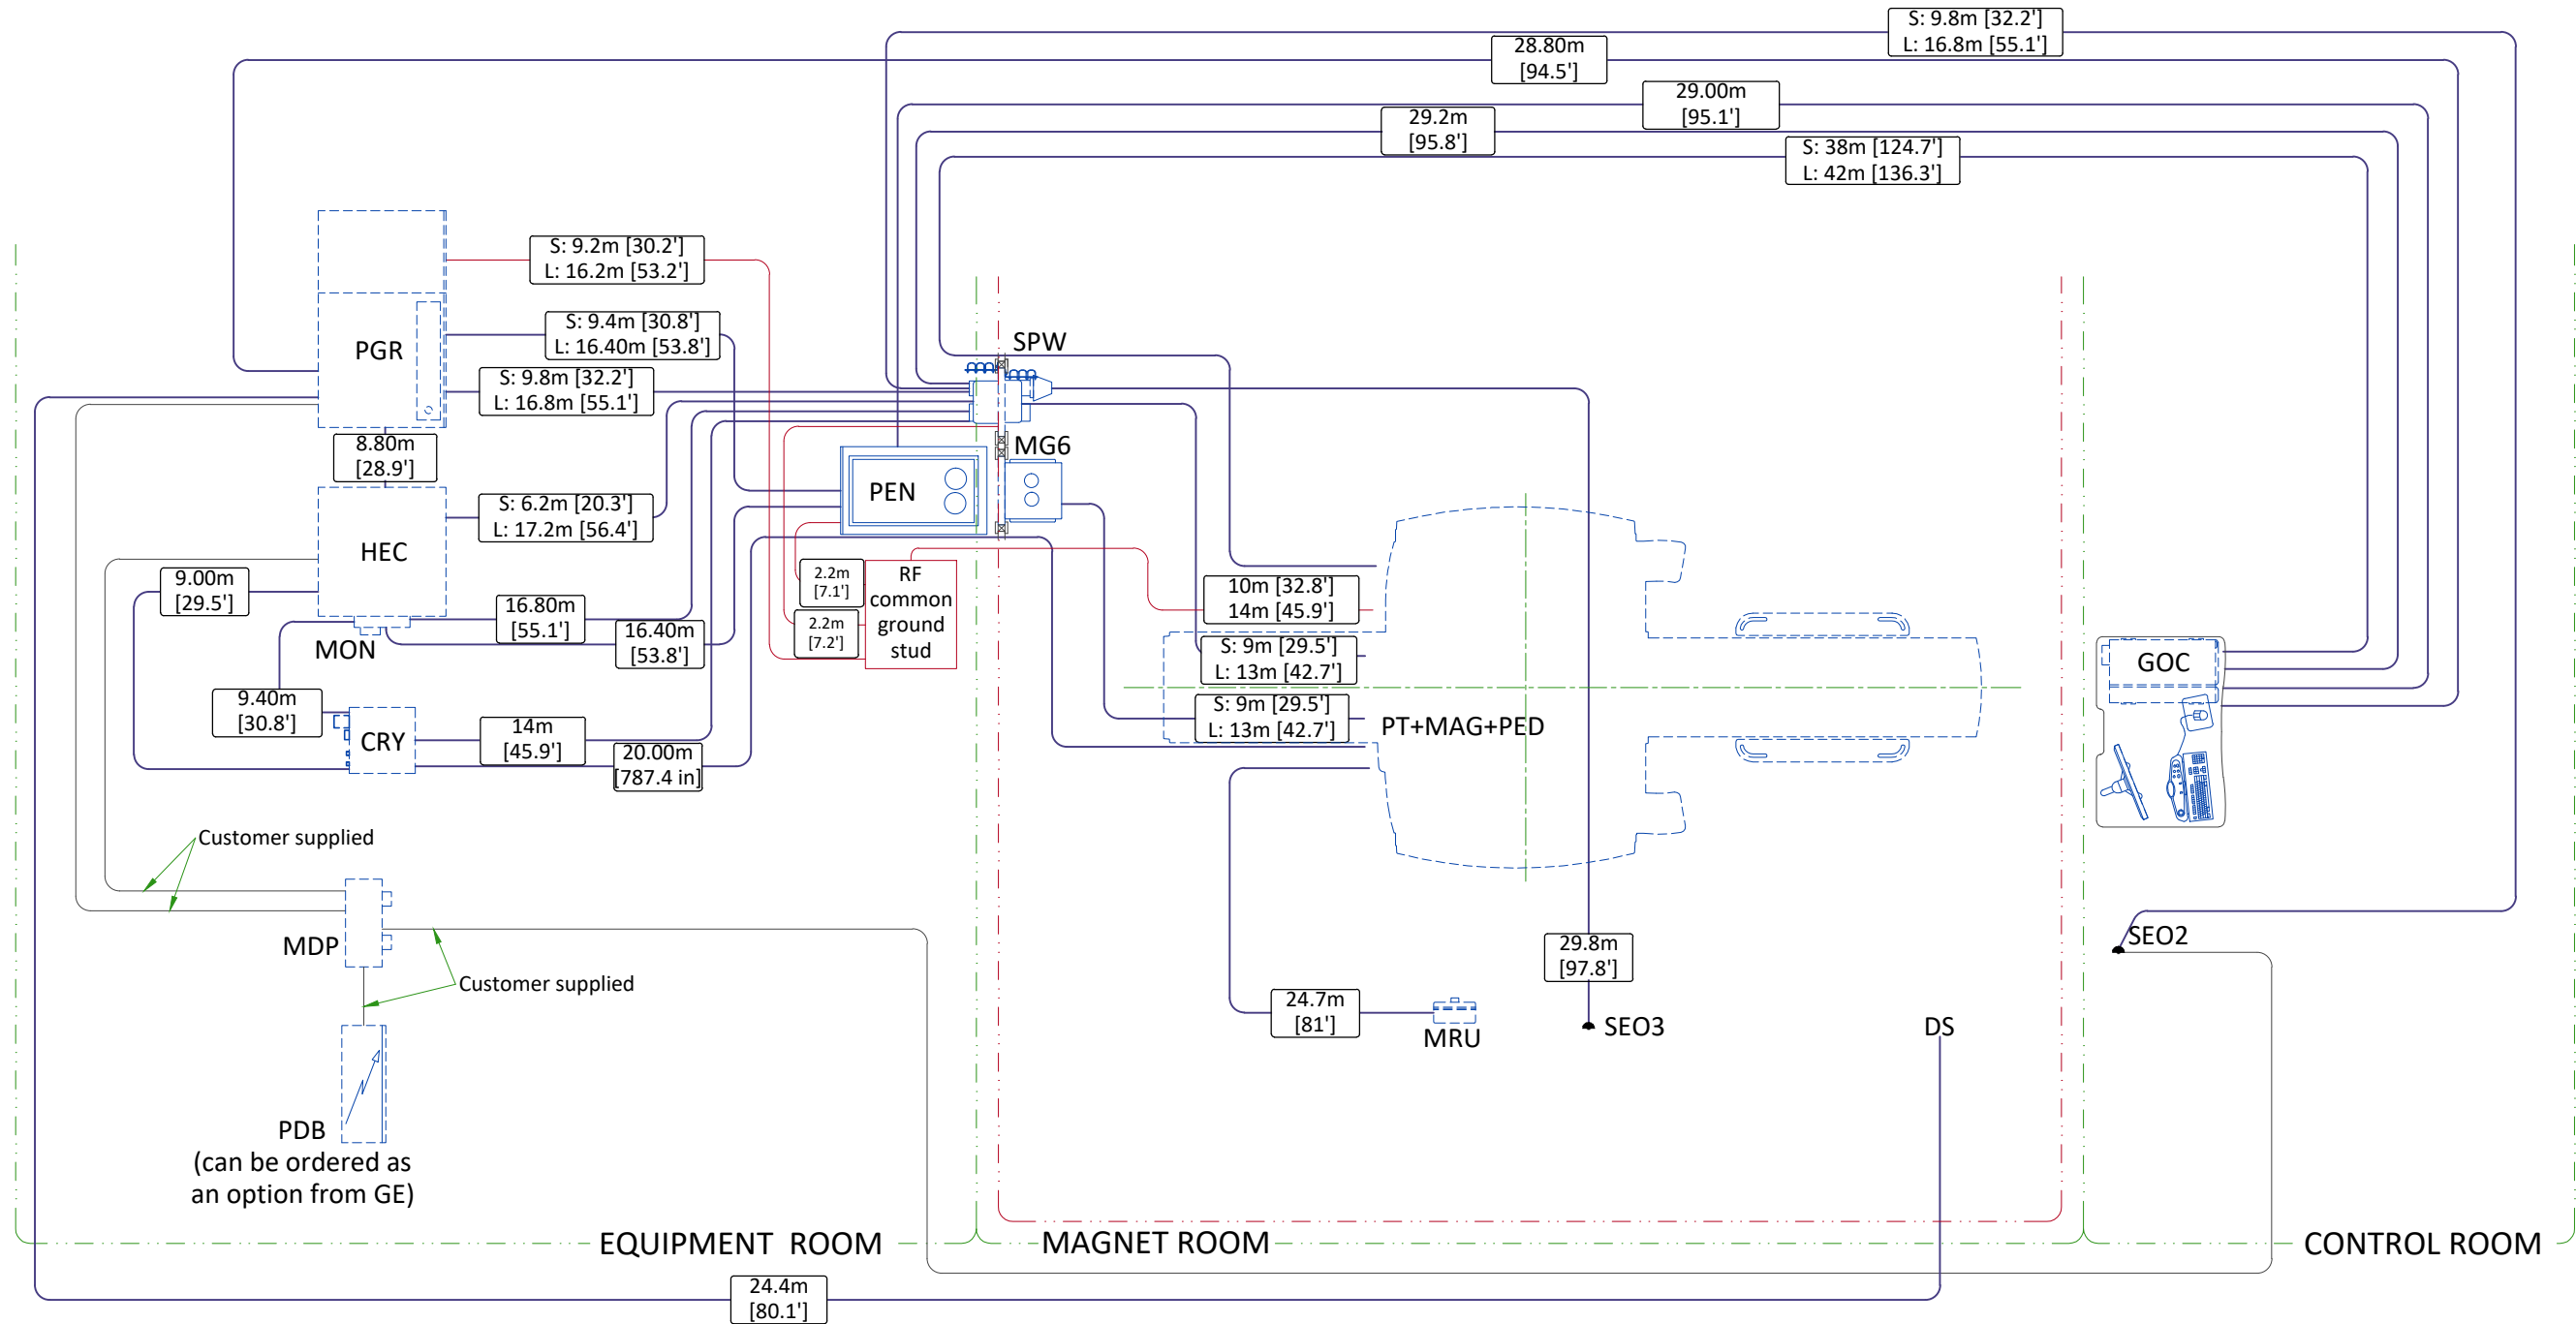 S: 9.8m [32.2']
L: 16.8m [55.1']
28.80m
[94.5']
29.00m
[95.1']
29.2m
[95.8']
S: 38m [124.7']
L: 42m [136.3']
S: 9.2m [30.2']
L: 16.2m [53.2']
S: 9.4m [30.8']
L: 16.40m [53.8']
SPW
PGR
S: 9.8m [32.2']
L: 16.8m [55.1']
8.80m
[28.9']
MG6
PEN
S: 6.2m [20.3']
L: 17.2m [56.4']
HEC
9.00m
[29.5']
2.2m
[7.1']
RF
common
ground
stud
10m [32.8']
14m [45.9']
16.80m
[55.1']
16.40m
[53.8']
2.2m
[7.2']
MON
S: 9m [29.5']
L: 13m [42.7']
GOC
9.40m
[30.8']
S: 9m [29.5']
L: 13m [42.7']
PT+MAG+PED
CRY
14m
[45.9']
20.00m
[787.4 in]
Customer supplied
MDP
SEO2
29.8m
[97.8']
Customer supplied
24.7m
[81']
MRU
SEO3
DS
PDB
(can be ordered as
an option from GE)
EQUIPMENT ROOM
MAGNET ROOM
CONTROL ROOM
24.4m
[80.1']